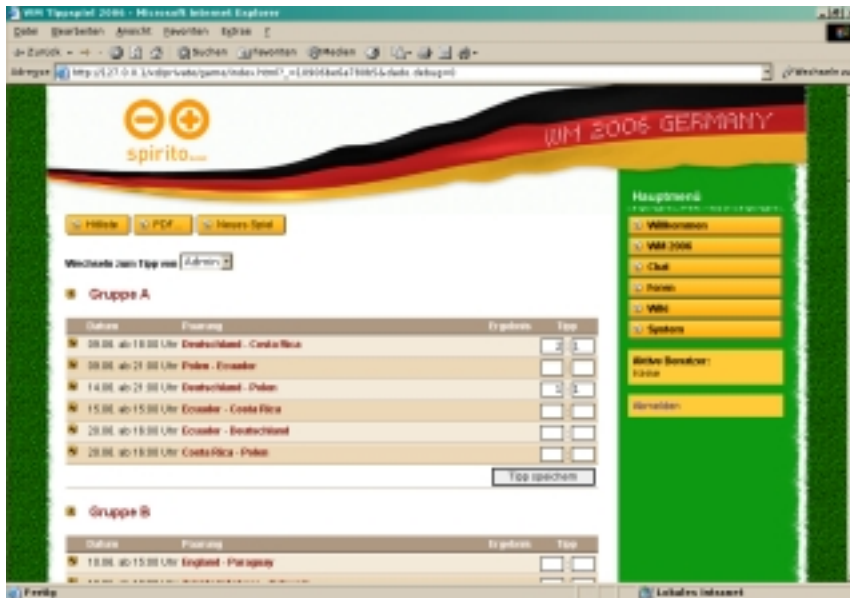 WM Tippspiel 2006 - Microsoft Internet Explorer
Datei Bearbeiten Ansicht Favoriten Extras ?
Zurück Suchen Favoriten Medien
Adresse
Wechseln zu
spirito
WM 2006 GERMANY
Hauptmenü
Hitliste PDF Neues Spiel
Willkommen
WM 2006
Chat
Foren
Wiki
System
Wechseln zum Tipp von Admin
Gruppe A
Datum Paarung Ergebnis Tipp
09.06. ab 18:00 Uhr Deutschland - Costa Rica 2 : 1
09.06. ab 21:00 Uhr Polen - Ecuador
14.06. ab 21:00 Uhr Deutschland - Polen
15.06. ab 15:00 Uhr Ecuador - Costa Rica
20.06. ab 16:00 Uhr Ecuador - Deutschland
20.06. ab 16:00 Uhr Costa Rica - Polen
Tipp speichern
Aktive Benutzer:
Abmelden
Gruppe B
Datum Paarung Ergebnis Tipp
10.06. ab 15:00 Uhr England - Paraguay
Fertig
Lokales Intranet